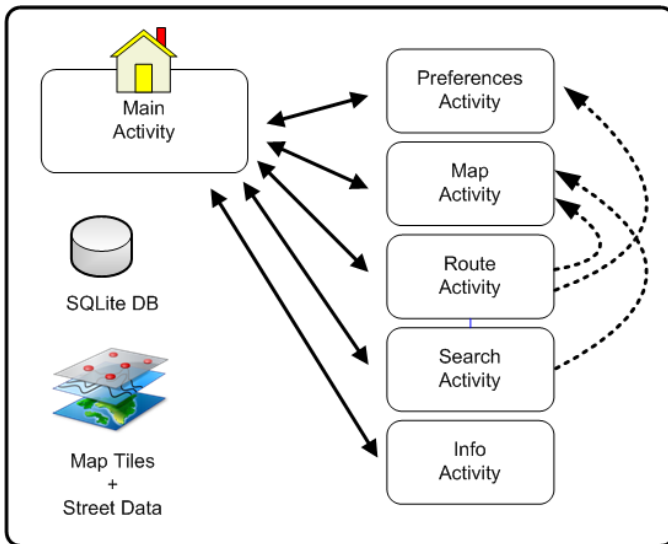 Main
Activity
SQLite DB
Map Tiles
+
Street Data
Preferences
Activity
Map
Activity
Route
Activity
Search
Activity
Info
Activity